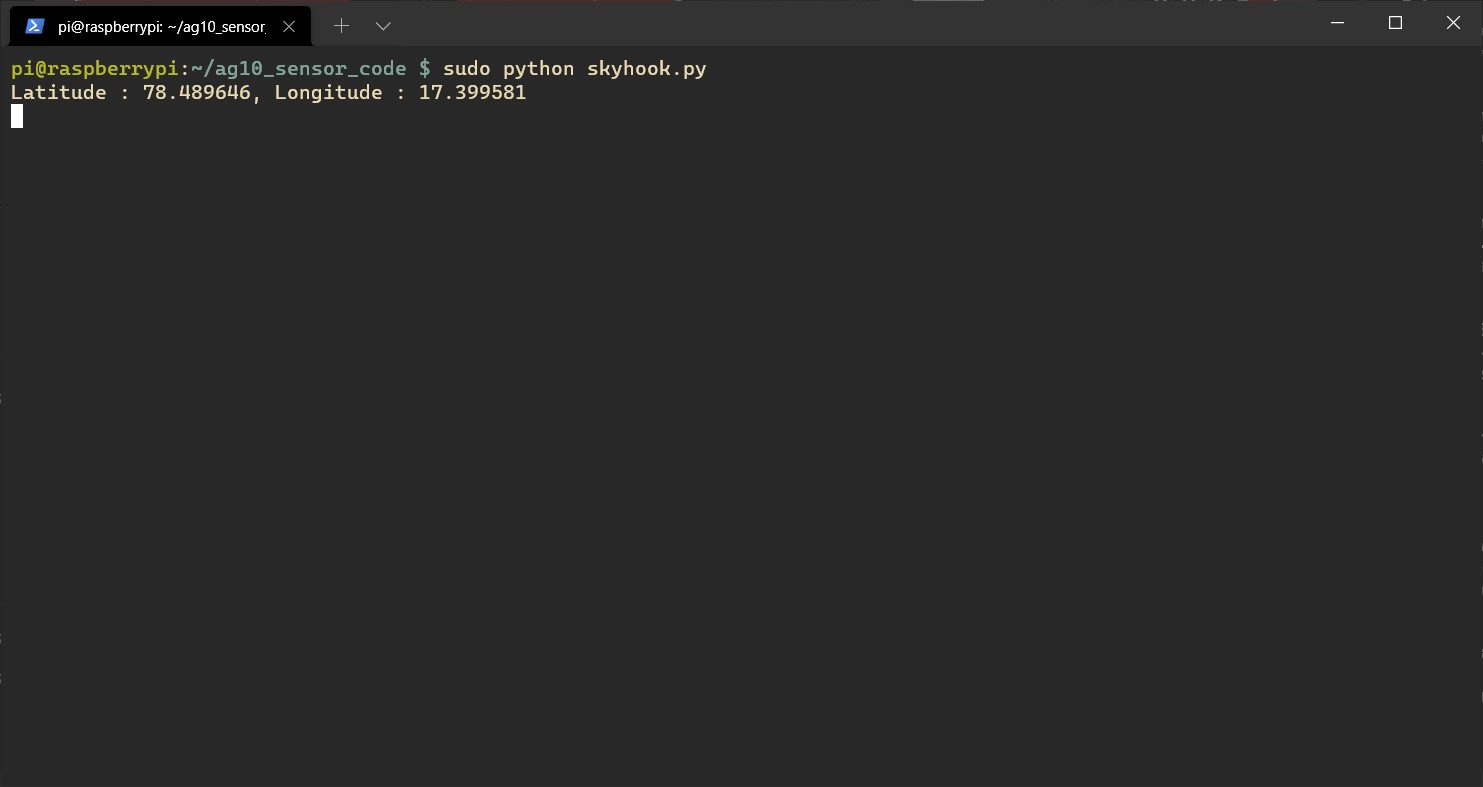 pi@raspberrypi: ~/ag10_sensor_
pi@raspberrypi:~/ag10_sensor_code $ sudo python skyhook.py
Latitude : 78.489646, Longitude : 17.399581